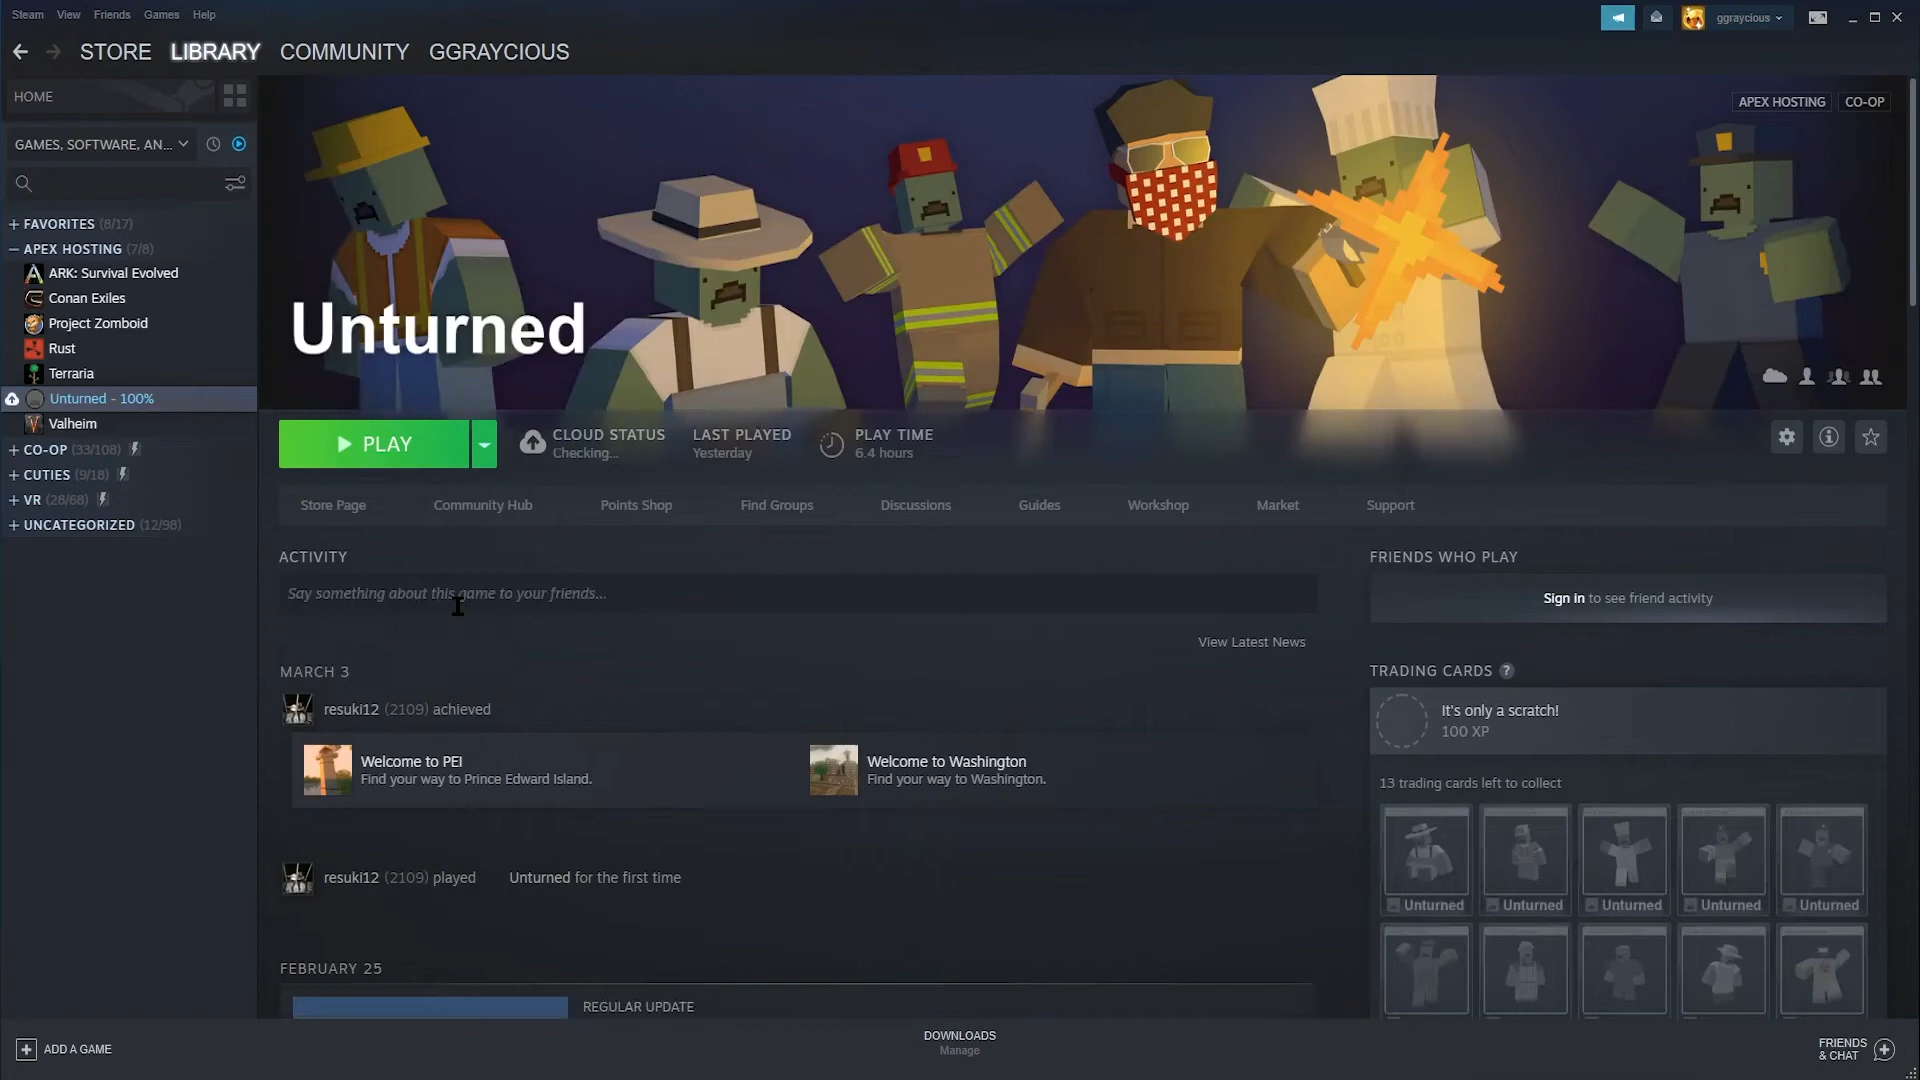 Steam View Friends Games Help
ggraycious
STORE LIBRARY COMMUNITY GGRAYCIOUS
HOME
GAMES, SOFTWARE, AN...
+ FAVORITES (8/17)
− APEX HOSTING (7/8)
ARK: Survival Evolved
Conan Exiles
Project Zomboid
Rust
Terraria
Unturned - 100%
Valheim
+ CO-OP (33/108)
+ CUTIES (9/18)
+ VR (28/68)
+ UNCATEGORIZED (12/98)
APEX HOSTING CO-OP
Unturned
PLAY
CLOUD STATUS
Checking...
LAST PLAYED
Yesterday
PLAY TIME
6.4 hours
Store Page Community Hub Points Shop Find Groups Discussions Guides Workshop Market Support
ACTIVITY
Say something about this game to your friends...
View Latest News
MARCH 3
resuki12 (2109) achieved
Welcome to PEI
Find your way to Prince Edward Island.
Welcome to Washington
Find your way to Washington.
resuki12 (2109) played Unturned for the first time
FEBRUARY 25
REGULAR UPDATE
FRIENDS WHO PLAY
Sign in to see friend activity
TRADING CARDS ?
It's only a scratch!
100 XP
13 trading cards left to collect
Unturned Unturned Unturned Unturned Unturned
+ ADD A GAME
DOWNLOADS
Manage
FRIENDS
& CHAT